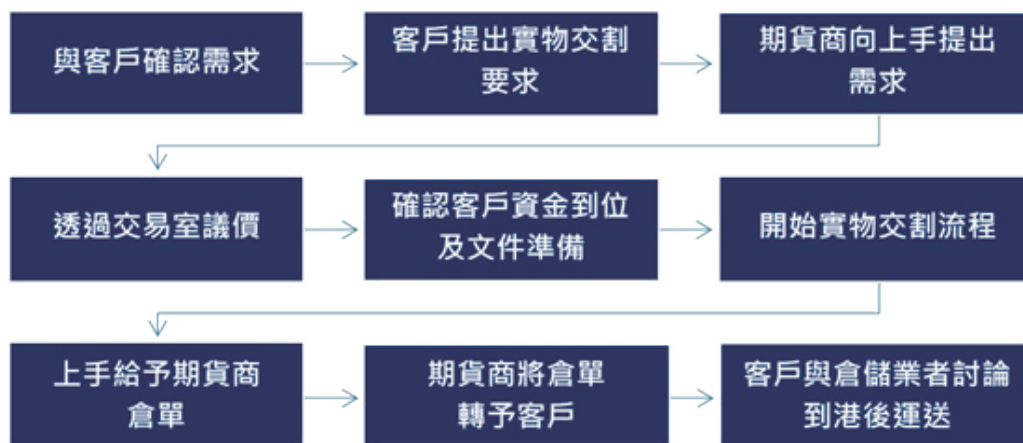 與客戶確認需求
客戶提出實物交割
要求
期貨商向上手提出
需求
透過交易室議價
確認客戶資金到位
及文件準備
開始實物交割流程
上手給予期貨商
倉單
期貨商將倉單
轉予客戶
客戶與倉儲業者討論
到港後運送